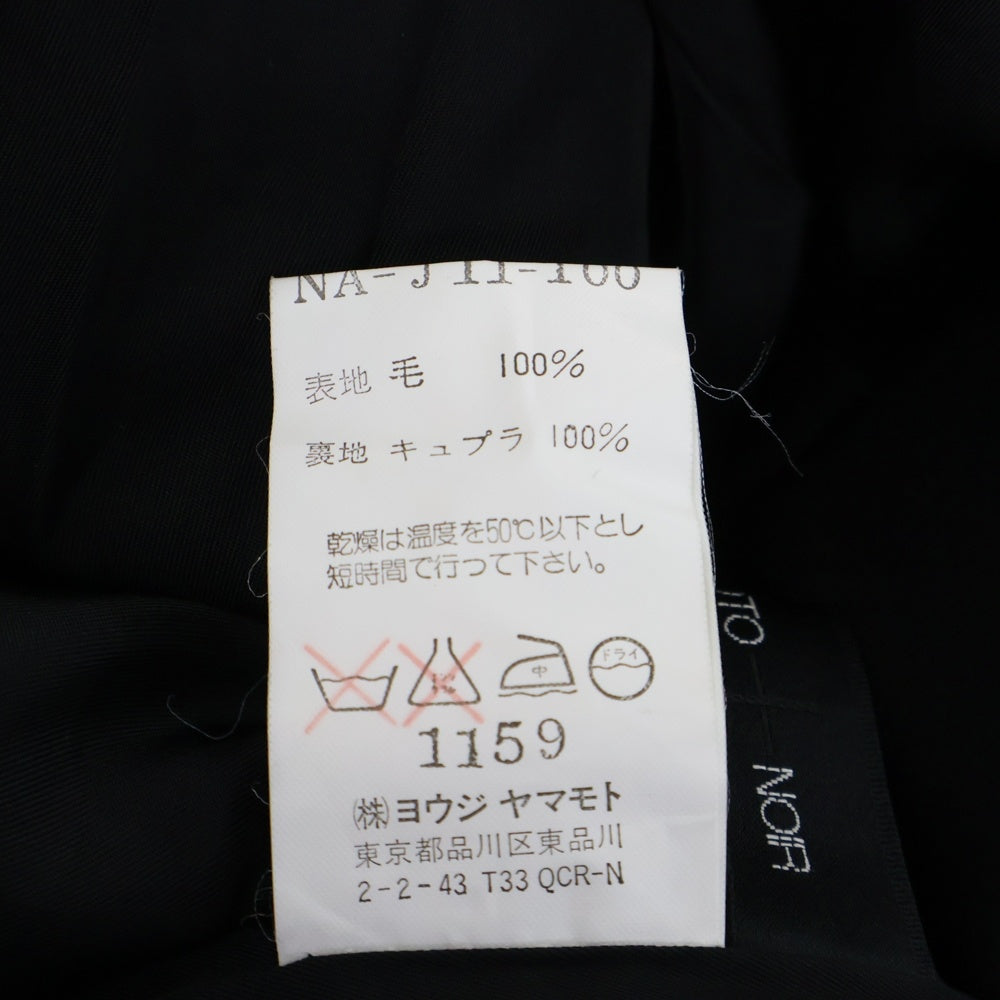 NA-J11-100
表地 毛 100%
裏地 キュプラ 100%
乾燥は温度を50℃以下とし
短時間で行って下さい。
中
ドライ
1159
㈱ヨウジ ヤマモト
東京都品川区東品川
2-2-43 T33 QCR-N
NOIR